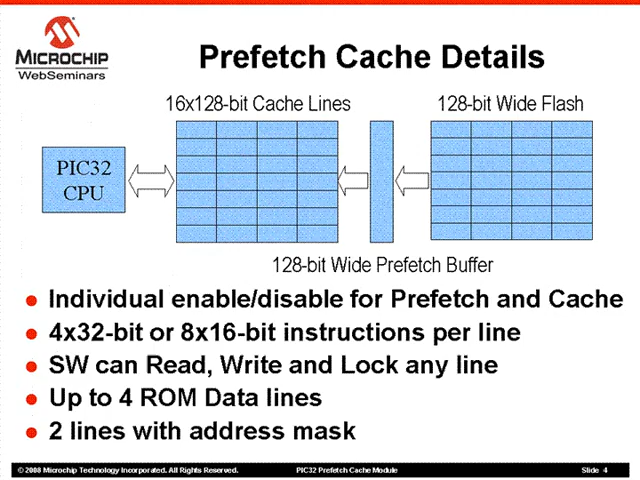 MICROCHIP
WebSeminars
Prefetch Cache Details
16x128-bit Cache Lines
128-bit Wide Flash
PIC32
CPU
128-bit Wide Prefetch Buffer
Individual enable/disable for Prefetch and Cache
4x32-bit or 8x16-bit instructions per line
SW can Read, Write and Lock any line
Up to 4 ROM Data lines
2 lines with address mask
© 2008 Microchip Technology Incorporated. All Rights Reserved.
PIC32 Prefetch Cache Module
Slide 4